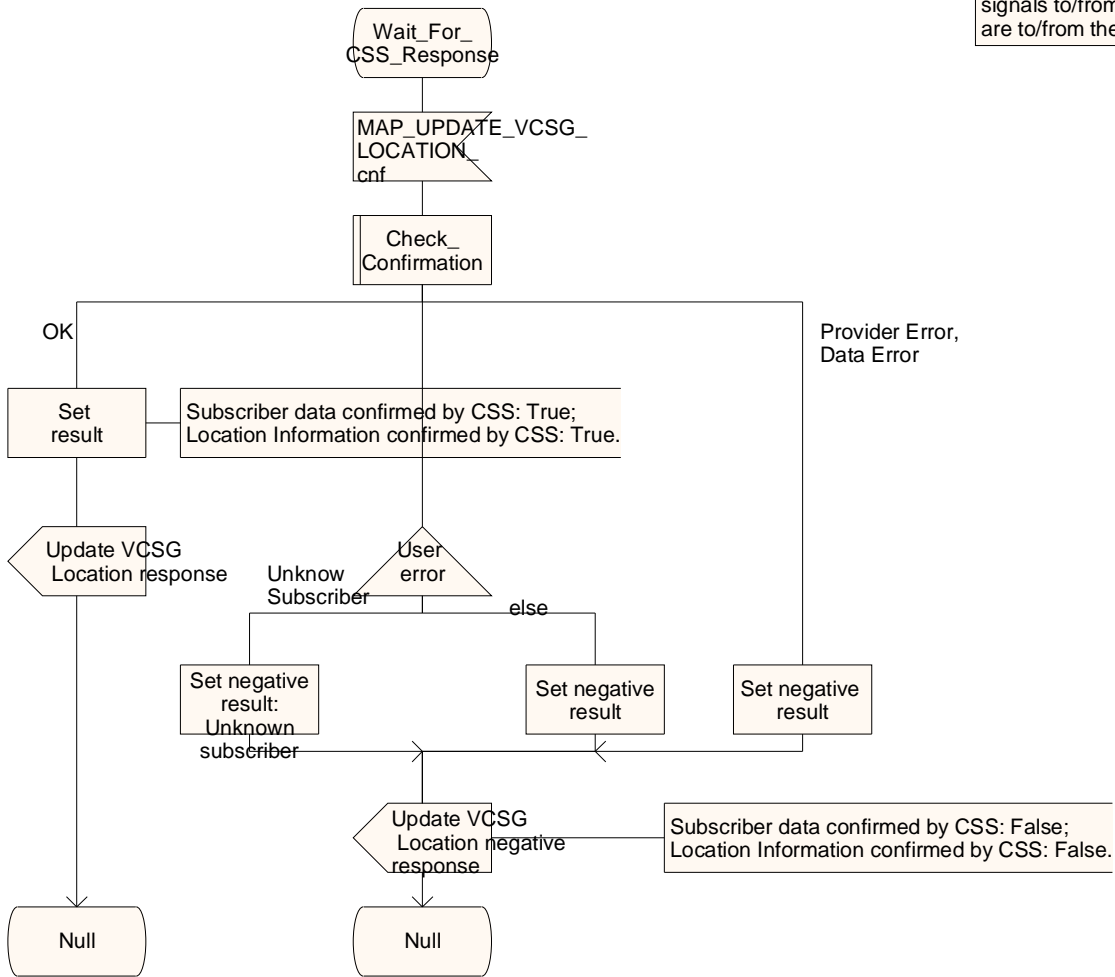 signals to/from
are to/from the
Wait_For_
CSS_Response
MAP_UPDATE_VCSG_
LOCATION_
cnf
Check_
Confirmation
OK
Provider Error,
Data Error
Set
result
Subscriber data confirmed by CSS: True;
Location Information confirmed by CSS: True.
Update VCSG
Location response
User
error
Unknow
Subscriber
else
Set negative
result:
Unknown
subscriber
Set negative
result
Set negative
result
Update VCSG
Location negative
response
Subscriber data confirmed by CSS: False;
Location Information confirmed by CSS: False.
Null
Null